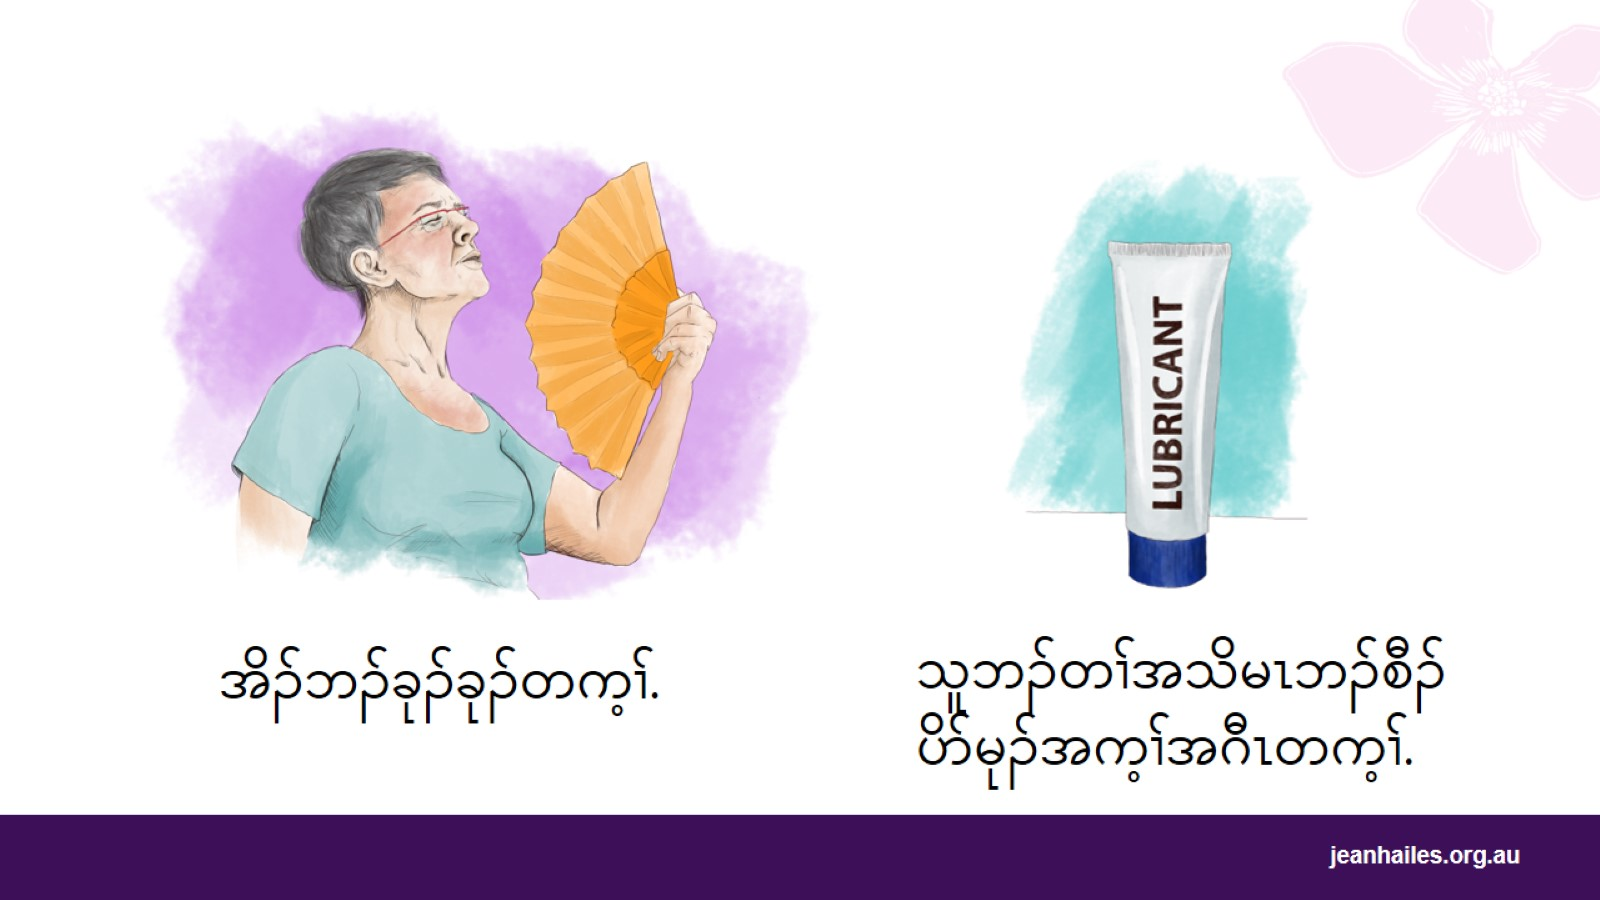 အိၣ်ဘၣ်ခုၣ်ခုၣ်တက့ၢ်.
LUBRICANT
သူဘၣ်တၢ်အသိမၤဘၣ်စီၣ်
ပိာ်မုၣ်အက့ၢ်အဂီၤတက့ၢ်.
jeanhailes.org.au